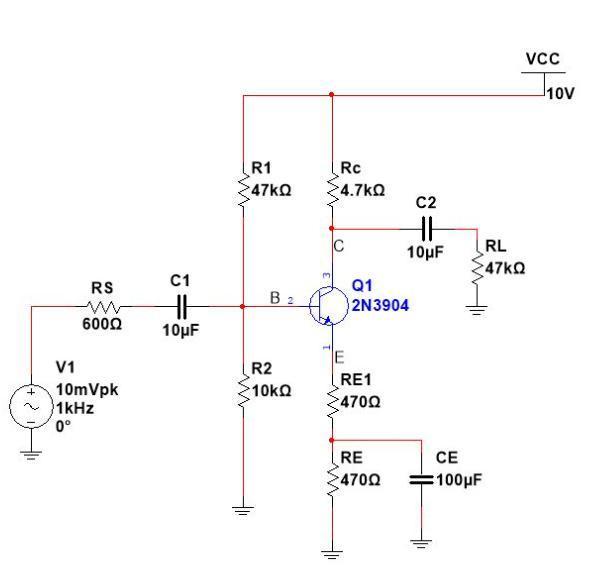 VCC
10V
R1
47kΩ
Rc
4.7kΩ
C2
10µF
C
RL
47kΩ
RS
600Ω
C1
10µF
B
2
3
Q1
2N3904
1
E
V1
10mVpk
1kHz
0°
R2
10kΩ
RE1
470Ω
RE
470Ω
CE
100µF